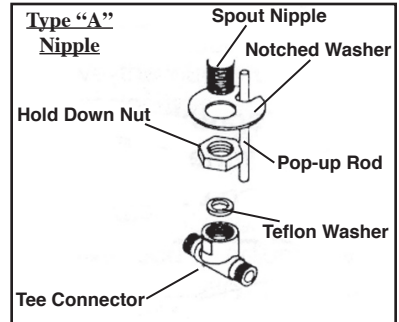 Type “A”
Nipple
Spout Nipple
Notched Washer
Hold Down Nut
Pop-up Rod
Teflon Washer
Tee Connector